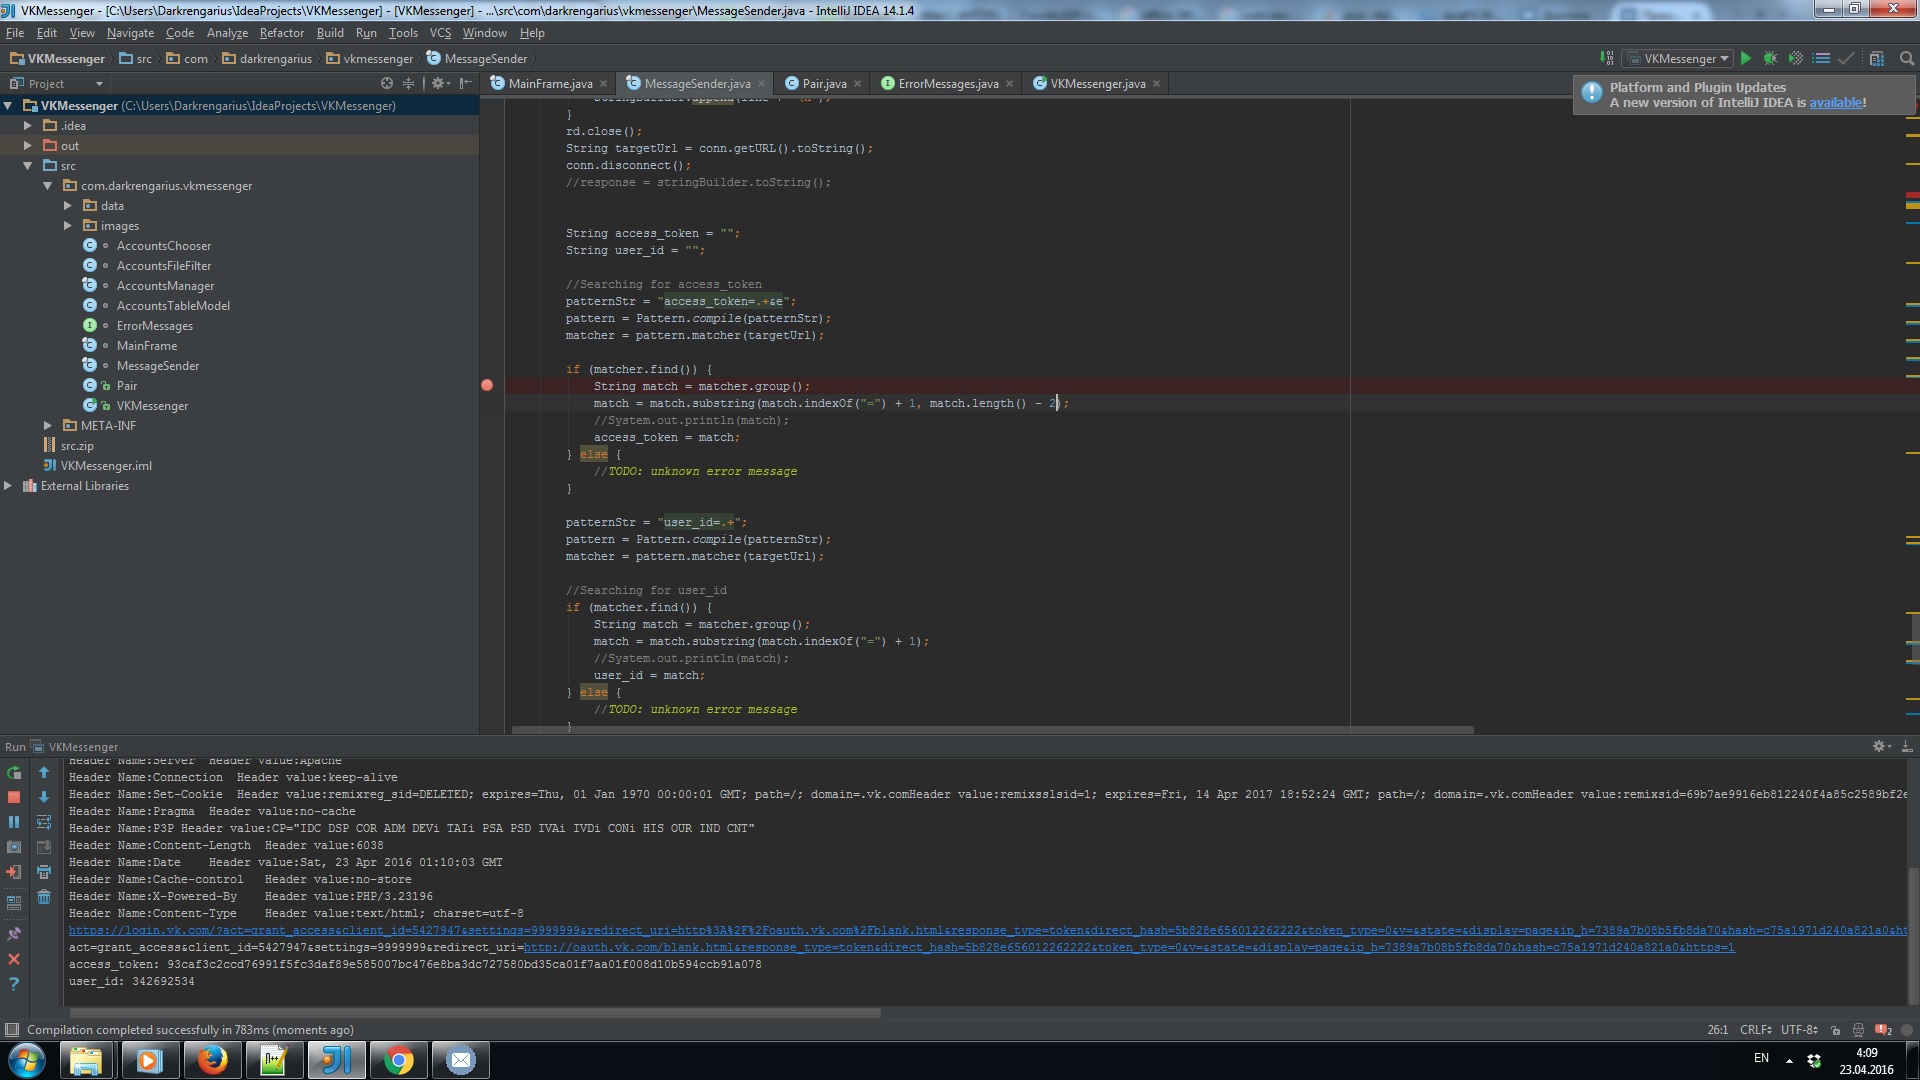 VKMessenger - [C:\Users\Darkrengarius\IdeaProjects\VKMessenger] - [VKMessenger] - ...\src\com\darkrengarius\vkmessenger\MessageSender.java - IntelliJ IDEA 14.1.4
File Edit View Navigate Code Analyze Refactor Build Run Tools VCS Window Help
VKMessenger src com darkrengarius vkmessenger MessageSender VKMessenger
Project
MainFrame.java MessageSender.java Pair.java ErrorMessages.java VKMessenger.java
Platform and Plugin Updates
A new version of IntelliJ IDEA is available!
VKMessenger (C:\Users\Darkrengarius\IdeaProjects\VKMessenger)
.idea
out
src
com.darkrengarius.vkmessenger
data
images
AccountsChooser
AccountsFileFilter
AccountsManager
AccountsTableModel
ErrorMessages
MainFrame
MessageSender
Pair
VKMessenger
META-INF
src.zip
VKMessenger.iml
External Libraries
}
rd.close();
String targetUrl = conn.getURL().toString();
conn.disconnect();
//response = stringBuilder.toString();
String access_token = "";
String user_id = "";
//Searching for access_token
patternStr = "access_token=.+&e";
pattern = Pattern.compile(patternStr);
matcher = pattern.matcher(targetUrl);
if (matcher.find()) {
String match = matcher.group();
match = match.substring(match.indexOf("=") + 1, match.length() - 2);
//System.out.println(match);
access_token = match;
} else {
//TODO: unknown error message
}
patternStr = "user_id=.+";
pattern = Pattern.compile(patternStr);
matcher = pattern.matcher(targetUrl);
//Searching for user_id
if (matcher.find()) {
String match = matcher.group();
match = match.substring(match.indexOf("=") + 1);
//System.out.println(match);
user_id = match;
} else {
//TODO: unknown error message
}
Run VKMessenger
Header Name:Server Header value:Apache
Header Name:Connection Header value:keep-alive
Header Name:Set-Cookie Header value:remixreg_sid=DELETED; expires=Thu, 01 Jan 1970 00:00:01 GMT; path=/; domain=.vk.comHeader value:remixsslsid=1; expires=Fri, 14 Apr 2017 18:52:24 GMT; path=/; domain=.vk.comHeader value:remixsid=69b7ae9916eb812240f4a85c2589bf2e
Header Name:Pragma Header value:no-cache
Header Name:P3P Header value:CP="IDC DSP COR ADM DEVi TAIi PSA PSD IVAi IVDi CONi HIS OUR IND CNT"
Header Name:Content-Length Header value:6038
Header Name:Date Header value:Sat, 23 Apr 2016 01:10:03 GMT
Header Name:Cache-control Header value:no-store
Header Name:X-Powered-By Header value:PHP/3.23196
Header Name:Content-Type Header value:text/html; charset=utf-8
https://login.vk.com/?act=grant_access&client_id=5427947&settings=9999999&redirect_uri=http%3A%2F%2Foauth.vk.com%2Fblank.html&response_type=token&direct_hash=5b828e656012262222&token_type=0&v=&state=&display=page&ip_h=7389a7b08b5fb8da70&hash=c75a1971d240a821a0&ht
act=grant_access&client_id=5427947&settings=9999999&redirect_uri=http://oauth.vk.com/blank.html&response_type=token&direct_hash=5b828e656012262222&token_type=0&v=&state=&display=page&ip_h=7389a7b08b5fb8da70&hash=c75a1971d240a821a0&https=1
access_token: 93caf3c2ccd76991f5fc3daf89e585007bc476e8ba3dc727580bd35ca01f7aa01f008d10b594ccb91a078
user_id: 342692534
Compilation completed successfully in 783ms (moments ago) 26:1 CRLF UTF-8
EN 4:09
23.04.2016